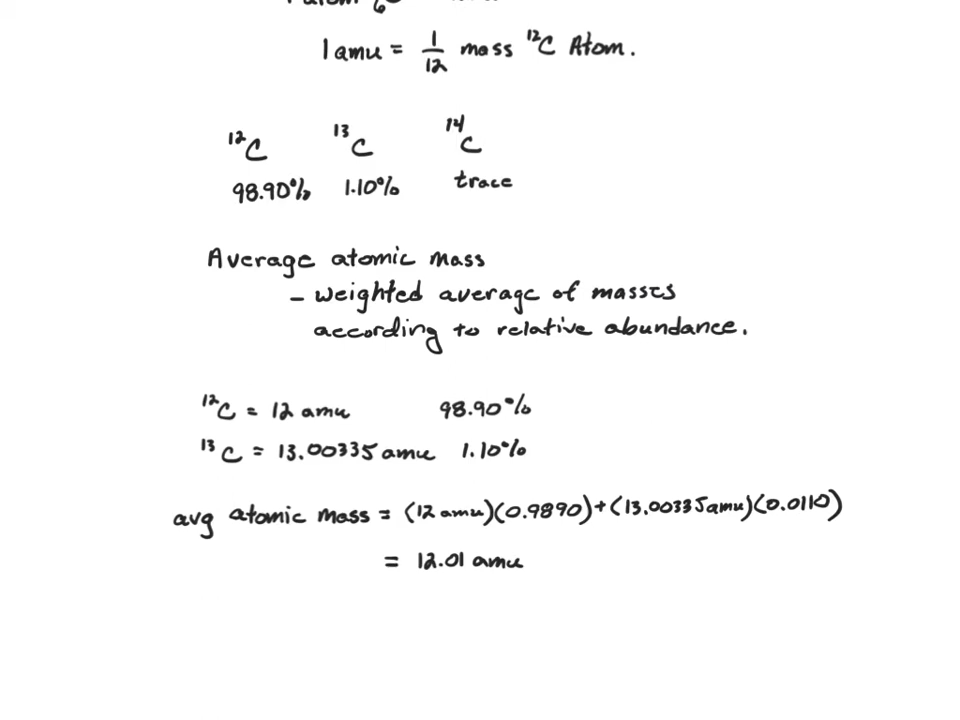 1 amu = 1/12 mass ¹²C Atom.
¹²C ¹³C ¹⁴C
98.90% 1.10% trace
Average atomic mass
- weighted average of masses
according to relative abundance.
¹²C = 12 amu 98.90%
¹³C = 13.00335 amu 1.10%
avg atomic mass = (12 amu)(0.9890)+(13.00335 amu)(0.0110)
= 12.01 amu